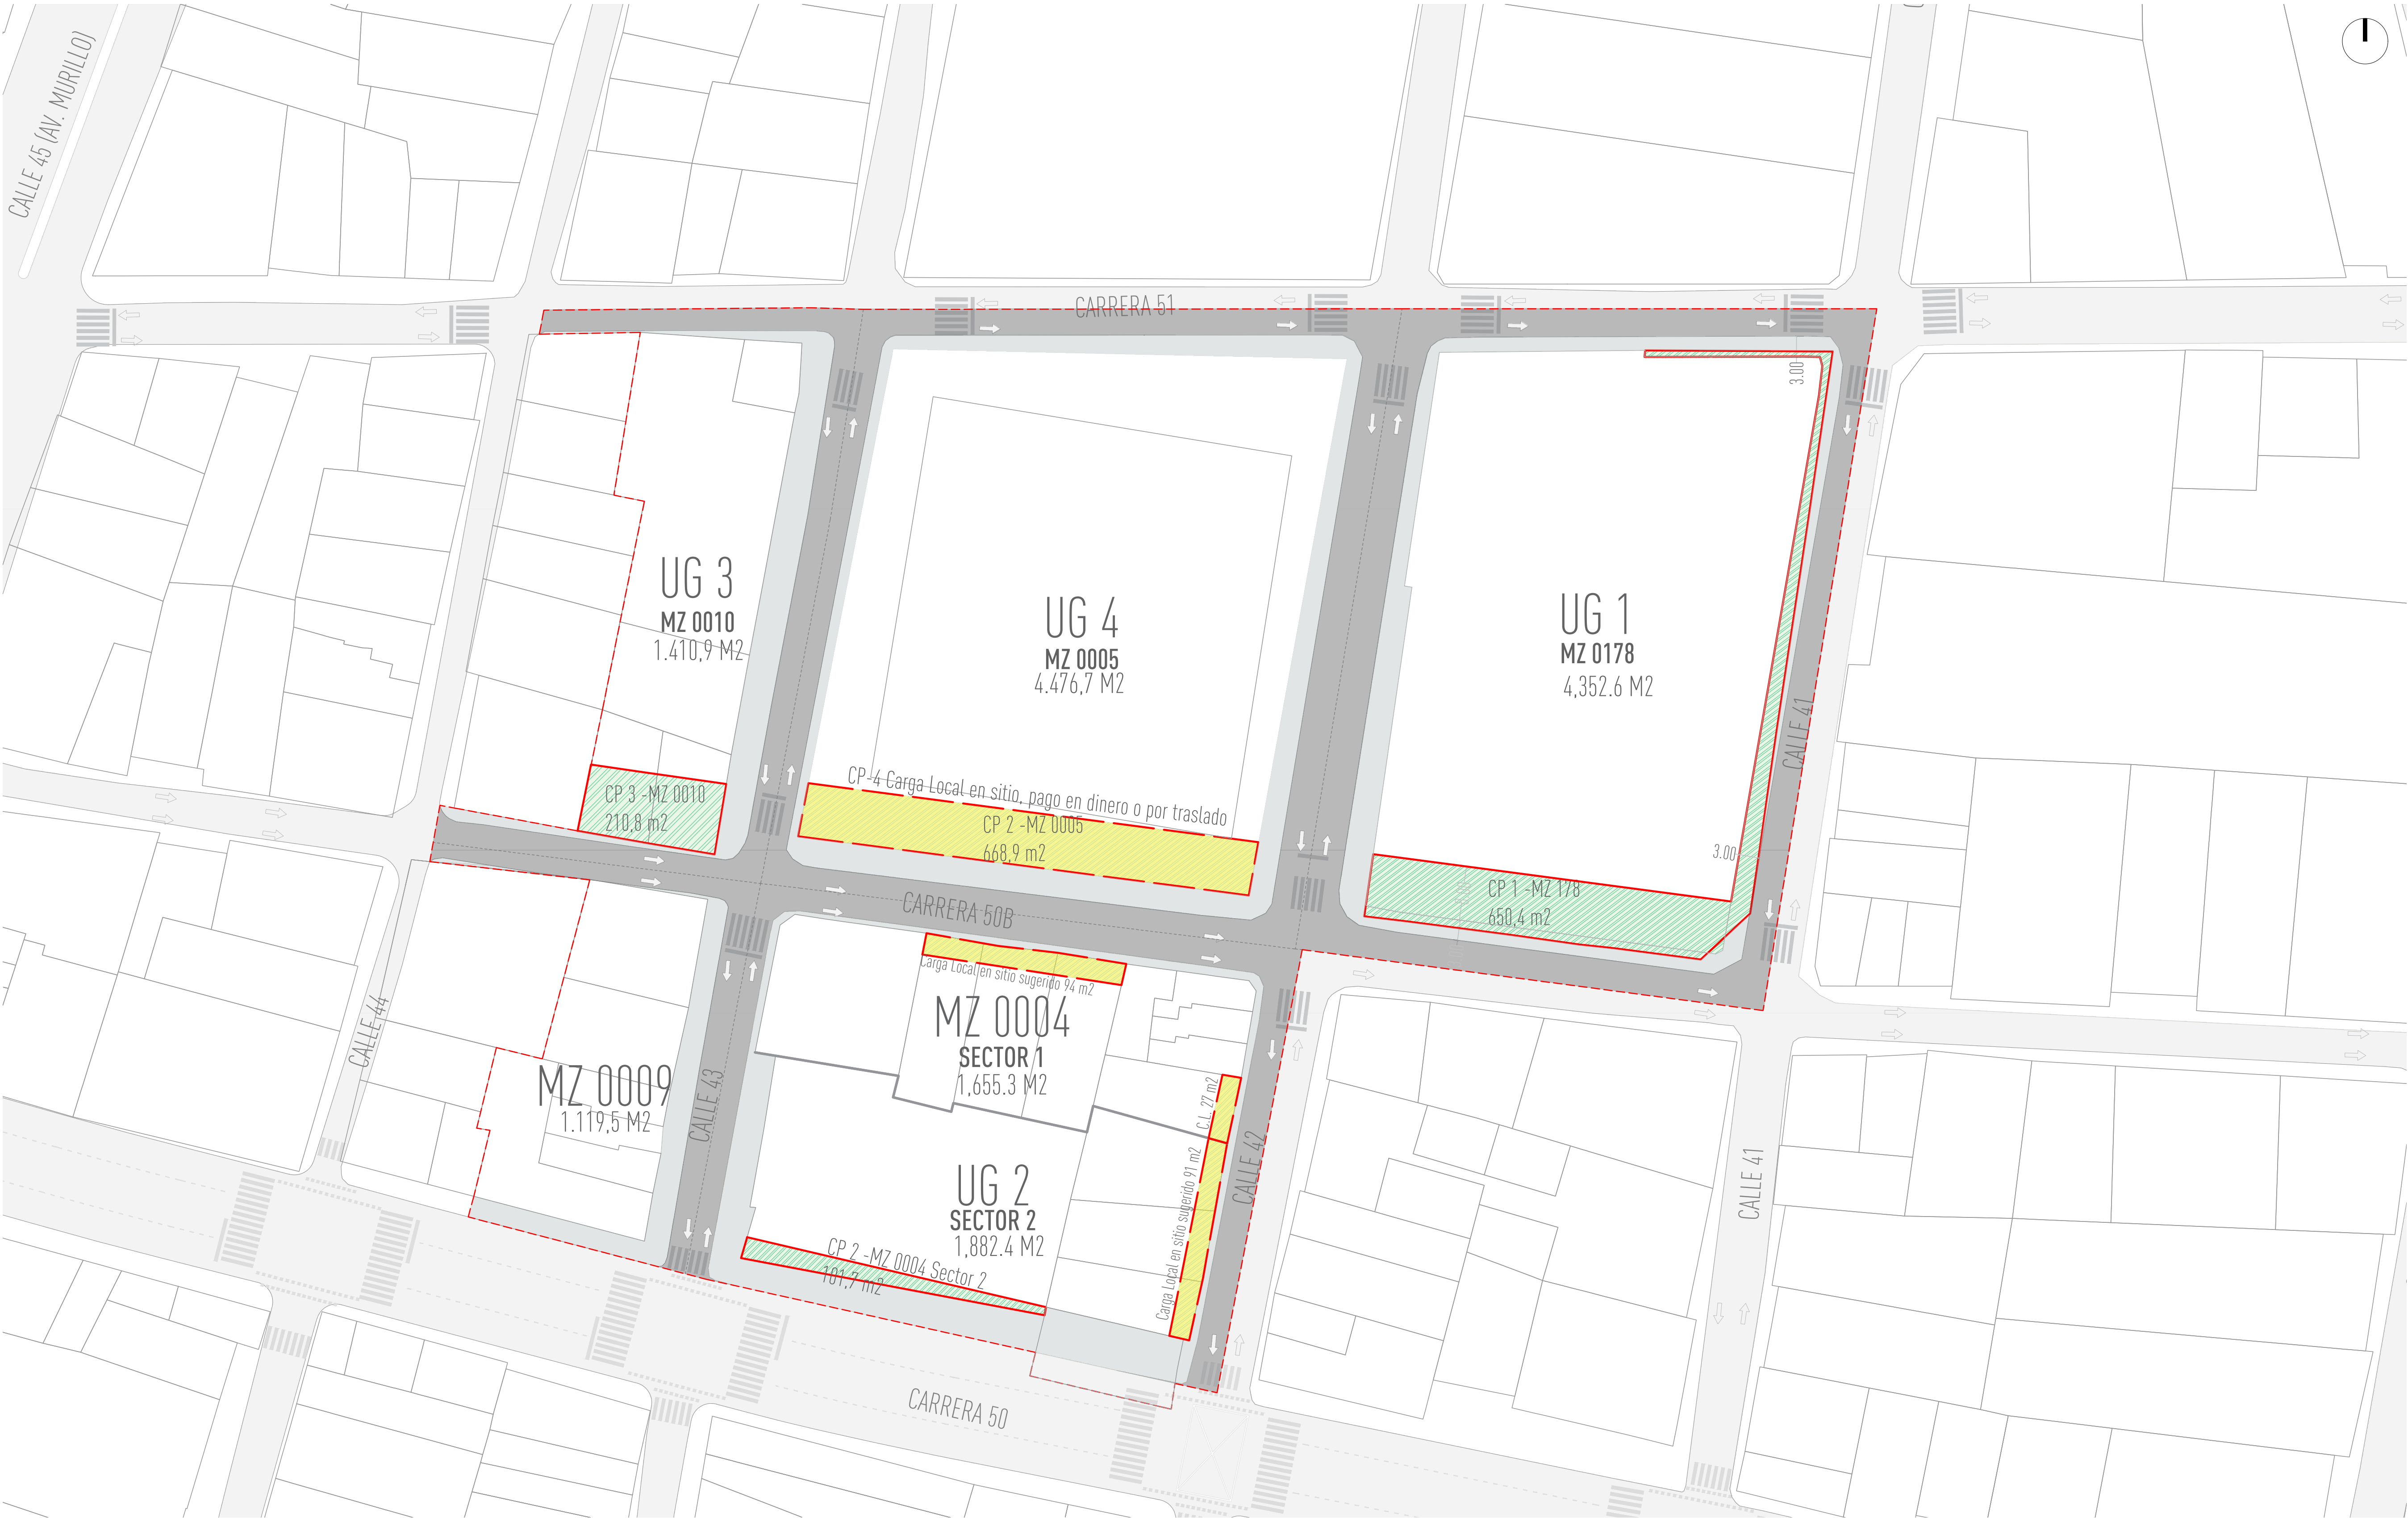 CALLE 45 (AV. MURILLO)
CARRERA 51
3.00
UG 3
MZ 0010
1.410,9 M2
UG 4
MZ 0005
4.476,7 M2
UG 1
MZ 0178
4,352.6 M2
CALLE 41
CP 3 -MZ 0010
210,8 m2
CP-4 Carga Local en sitio, pago en dinero o por traslado
CP 2 -MZ 0005
668,9 m2
3.00
CP 1 -MZ 178
650,4 m2
CARRERA 50B
Carga Local en sitio sugerido 94 m2
MZ 0004
SECTOR 1
1,655.3 M2
CALLE 44
MZ 0009
1.119,5 M2
CALLE 43
C.L. 27 m2
CALLE 42
Carga Local en sitio sugerido 91 m2
UG 2
SECTOR 2
1,882.4 M2
CALLE 41
CP 2 -MZ 0004 Sector 2
101,7 m2
CARRERA 50